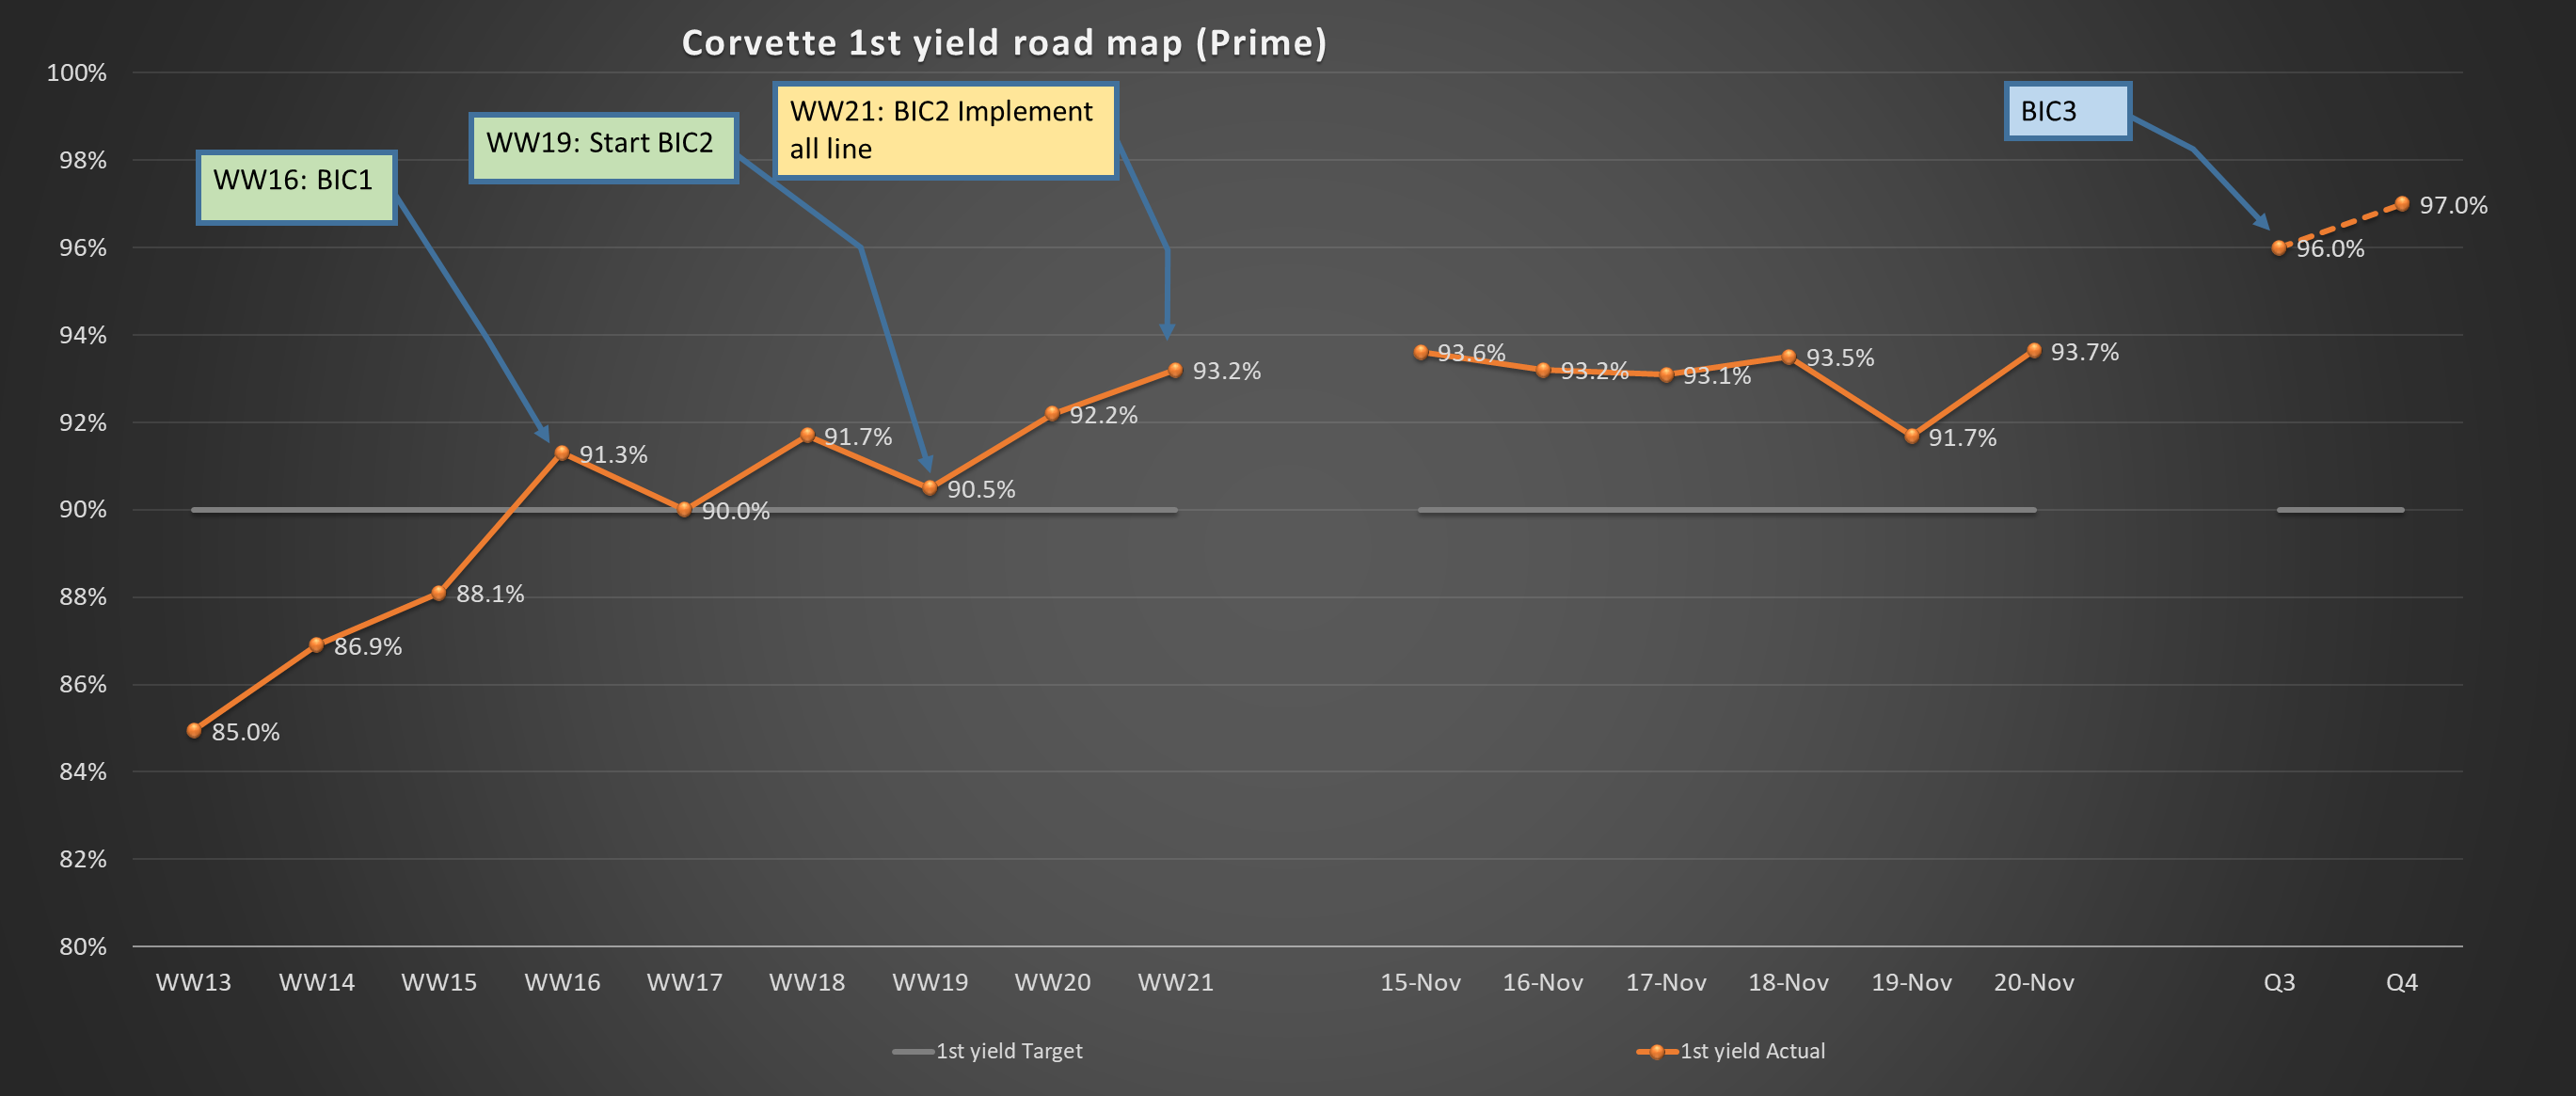 Corvette 1st yield road map (Prime)
100%
98%
96%
94%
92%
90%
88%
86%
84%
82%
80%
WW16: BIC1
WW19: Start BIC2
WW21: BIC2 Implement
all line
BIC3
85.0%
86.9%
88.1%
91.3%
90.0%
91.7%
90.5%
92.2%
93.2%
93.6%
93.2%
93.1%
93.5%
91.7%
93.7%
96.0%
97.0%
WW13
WW14
WW15
WW16
WW17
WW18
WW19
WW20
WW21
15-Nov
16-Nov
17-Nov
18-Nov
19-Nov
20-Nov
Q3
Q4
1st yield Target
1st yield Actual